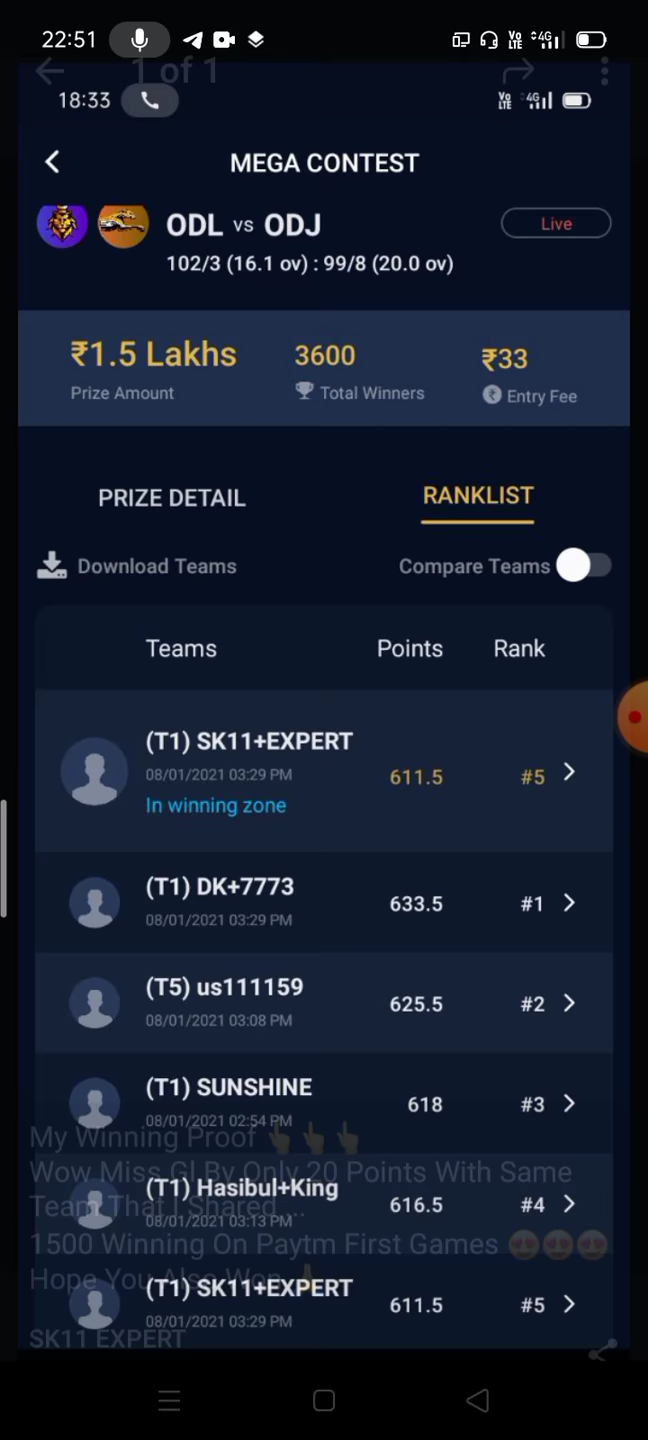 22:51
VoLTE 4G
1 of 1
18:33
VoLTE 4G
MEGA CONTEST
ODL vs ODJ
Live
102/3 (16.1 ov) : 99/8 (20.0 ov)
₹1.5 Lakhs
3600
₹33
Prize Amount
Total Winners
Entry Fee
PRIZE DETAIL
RANKLIST
Download Teams
Compare Teams
Teams Points Rank
(T1) SK11+EXPERT
08/01/2021 03:29 PM
611.5 #5
In winning zone
(T1) DK+7773
633.5 #1
08/01/2021 03:29 PM
(T5) us111159
625.5 #2
08/01/2021 03:08 PM
(T1) SUNSHINE
618 #3
08/01/2021 02:54 PM
My Winning Proof 👆👆👆
Wow Miss Gl By Only 20 Points With Same
(T1) Hasibul+King
616.5 #4
Team That I Shared....
08/01/2021 03:13 PM
1500 Winning On Paytm First Games 😍😍😍
Hope You Also Won
(T1) SK11+EXPERT
611.5 #5
08/01/2021 03:29 PM
SK11 EXPERT